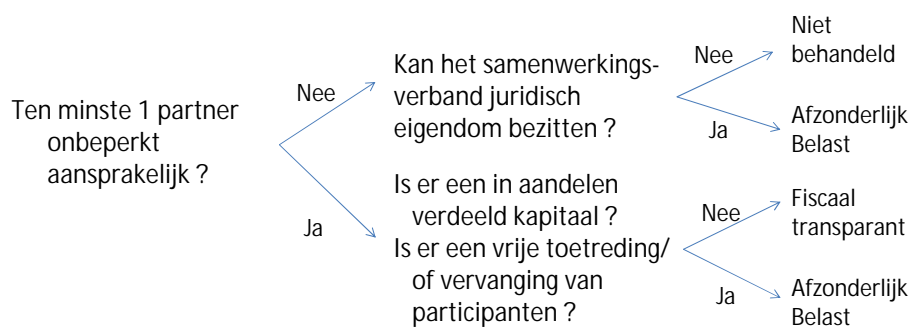 Ten minste 1 partner
onbeperkt
aansprakelijk ?
Nee
Ja
Kan het samenwerkings-
verband juridisch
eigendom bezitten ?
Nee
Ja
Niet
behandeld
Afzonderlijk
Belast
Is er een in aandelen
verdeeld kapitaal ?
Is er een vrije toetreding/
of vervanging van
participanten ?
Nee
Ja
Fiscaal
transparant
Afzonderlijk
Belast